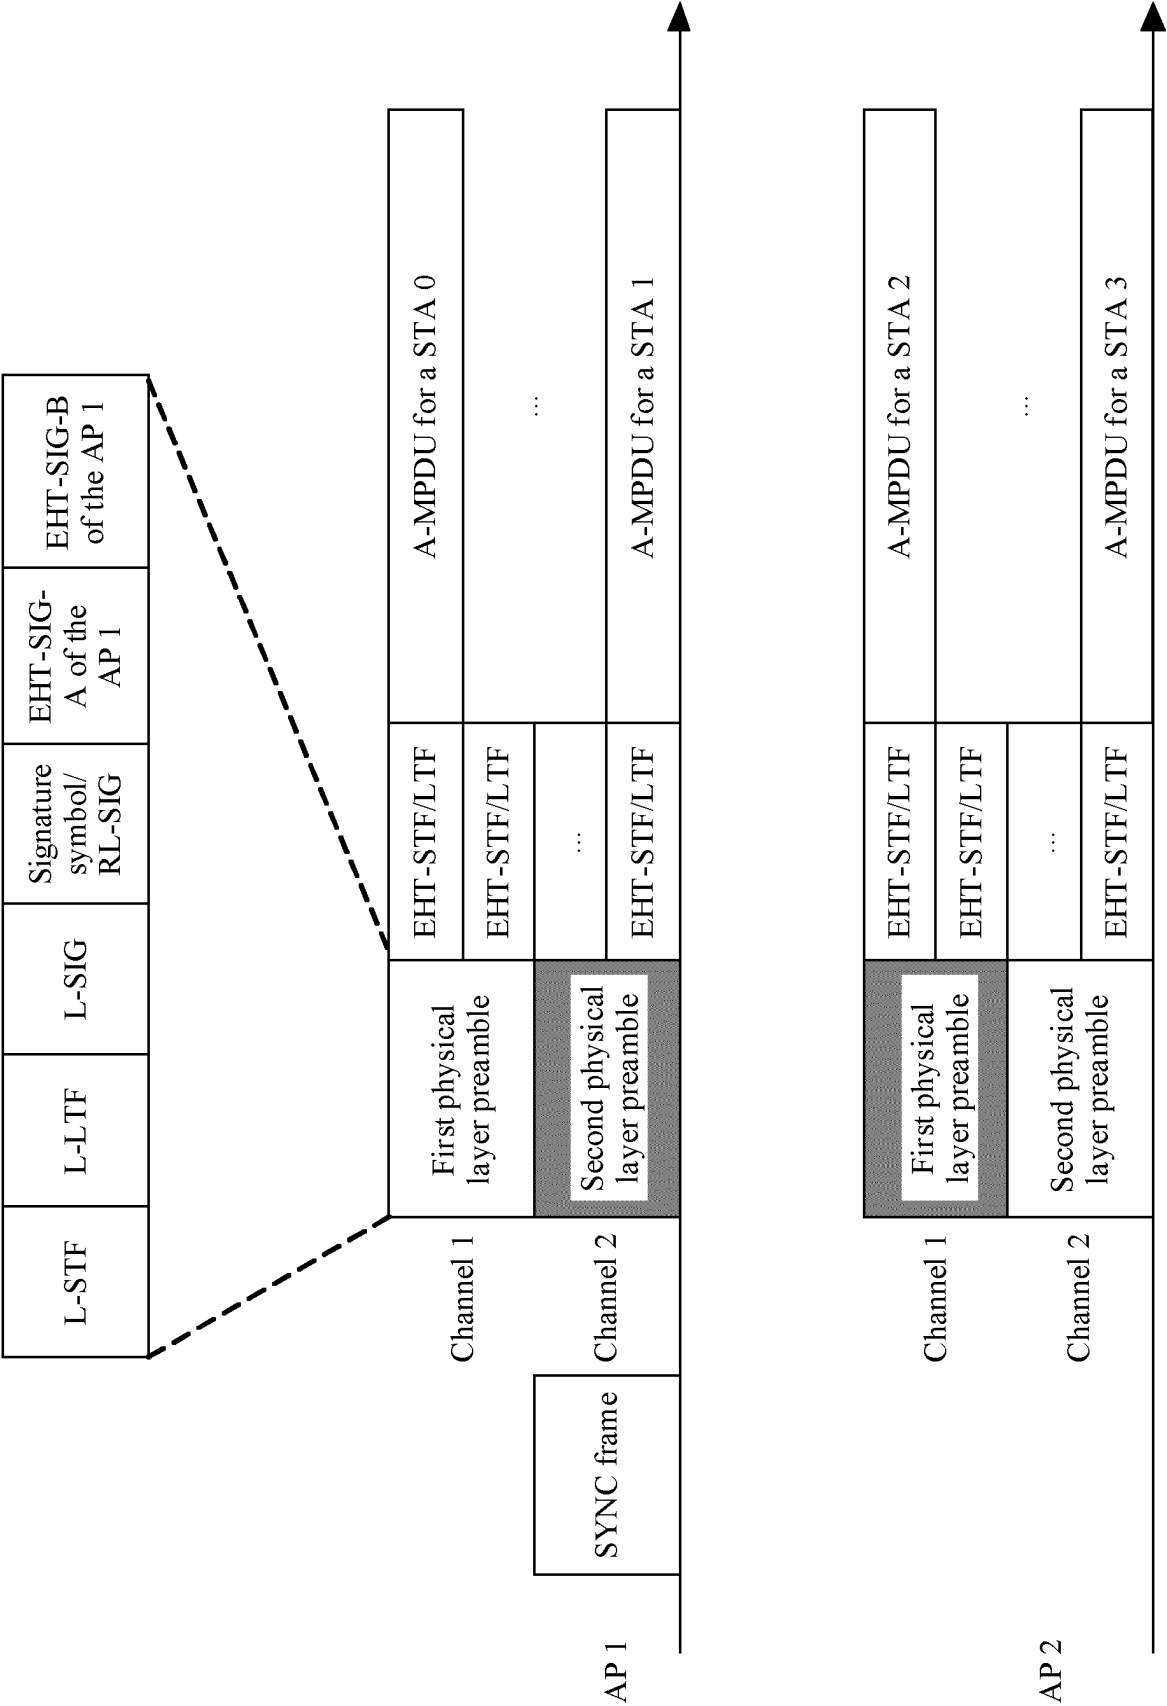 L-STF
L-LTF
L-SIG
Signature
symbol/
RL-SIG
EHT-SIG-
A of the
AP 1
EHT-SIG-B
of the AP 1
AP 1
SYNC frame
Channel 1
Channel 2
First physical
layer preamble
Second physical
layer preamble
EHT-STF/LTF
EHT-STF/LTF
...
EHT-STF/LTF
A-MPDU for a STA 0
...
A-MPDU for a STA 1
AP 2
Channel 1
Channel 2
First physical
layer preamble
Second physical
layer preamble
EHT-STF/LTF
EHT-STF/LTF
...
EHT-STF/LTF
A-MPDU for a STA 2
...
A-MPDU for a STA 3